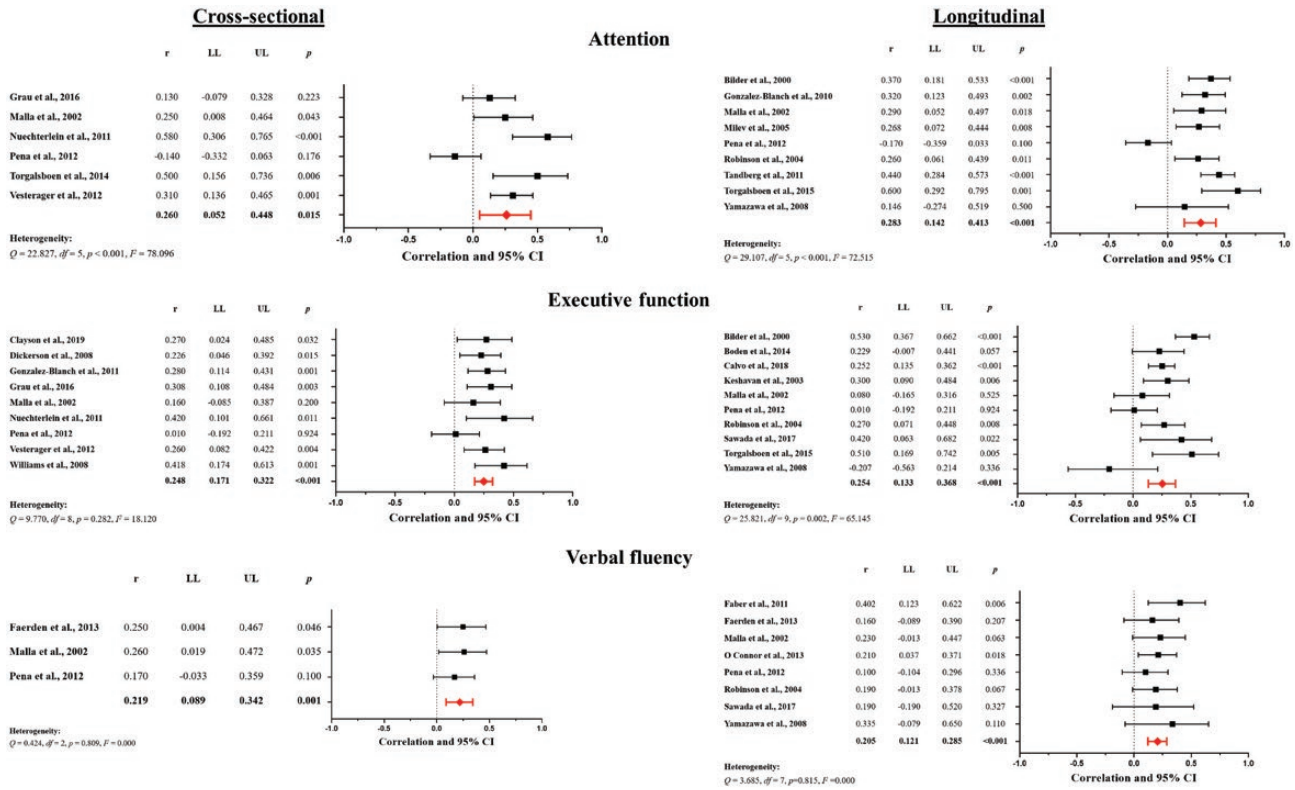 Cross-sectional
Longitudinal
Attention
r LL UL p
Grau et al., 2016 0.130 -0.079 0.328 0.223
Malla et al., 2002 0.250 0.008 0.464 0.043
Nuechterlein et al., 2011 0.580 0.306 0.765 <0.001
Pena et al., 2012 -0.140 -0.332 0.063 0.176
Torgalsboen et al., 2014 0.500 0.156 0.736 0.006
Vesterager et al., 2012 0.310 0.136 0.465 0.001
0.260 0.052 0.448 0.015
-1.0 -0.5 0.0 0.5 1.0
Correlation and 95% CI
Heterogeneity:
Q = 22.827, df = 5, p < 0.001, F = 78.096
r LL UL p
Bilder et al., 2000 0.370 0.181 0.533 <0.001
Gonzalez-Blanch et al., 2010 0.320 0.123 0.493 0.002
Malla et al., 2002 0.290 0.052 0.497 0.018
Milev et al., 2005 0.268 0.072 0.444 0.008
Pena et al., 2012 -0.170 -0.359 0.033 0.100
Robinson et al., 2004 0.260 0.061 0.439 0.011
Tandberg et al., 2011 0.440 0.284 0.573 <0.001
Torgalsboen et al., 2015 0.600 0.292 0.795 0.001
Yamazawa et al., 2008 0.146 -0.274 0.519 0.500
0.283 0.142 0.413 <0.001
-1.0 -0.5 0.0 0.5 1.0
Correlation and 95% CI
Heterogeneity:
Q = 29.107, df = 5, p < 0.001, F = 72.515
Executive function
r LL UL p
Clayson et al., 2019 0.270 0.024 0.485 0.032
Dickerson et al., 2008 0.226 0.046 0.392 0.015
Gonzalez-Blanch et al., 2011 0.280 0.114 0.431 0.001
Grau et al., 2016 0.308 0.108 0.484 0.003
Malla et al., 2002 0.160 -0.085 0.387 0.200
Nuechterlein et al., 2011 0.420 0.101 0.661 0.011
Pena et al., 2012 0.010 -0.192 0.211 0.924
Vesterager et al., 2012 0.260 0.082 0.422 0.004
Williams et al., 2008 0.418 0.174 0.613 0.001
0.248 0.171 0.322 <0.001
-1.0 -0.5 0.0 0.5 1.0
Correlation and 95% CI
Heterogeneity:
Q = 9.770, df = 8, p = 0.282, F = 18.120
r LL UL p
Bilder et al., 2000 0.530 0.367 0.662 <0.001
Boden et al., 2014 0.229 -0.007 0.441 0.057
Calvo et al., 2018 0.252 0.135 0.362 <0.001
Keshavan et al., 2003 0.300 0.090 0.484 0.006
Malla et al., 2002 0.080 -0.165 0.316 0.525
Pena et al., 2012 0.010 -0.192 0.211 0.924
Robinson et al., 2004 0.270 0.071 0.448 0.008
Sawada et al., 2017 0.420 0.063 0.682 0.022
Torgalsboen et al., 2015 0.510 0.169 0.742 0.005
Yamazawa et al., 2008 -0.207 -0.563 0.214 0.336
0.254 0.133 0.368 <0.001
-1.0 -0.5 0.0 0.5 1.0
Correlation and 95% CI
Heterogeneity:
Q = 25.821, df = 9, p = 0.002, F = 65.145
Verbal fluency
r LL UL p
Faerden et al., 2013 0.250 0.004 0.467 0.046
Malla et al., 2002 0.260 0.019 0.472 0.035
Pena et al., 2012 0.170 -0.033 0.359 0.100
0.219 0.089 0.342 0.001
-1.0 -0.5 0.0 0.5 1.0
Correlation and 95% CI
Heterogeneity:
Q = 0.424, df = 2, p = 0.809, F = 0.000
r LL UL p
Faber et al., 2011 0.402 0.123 0.622 0.006
Faerden et al., 2013 0.160 -0.089 0.390 0.207
Malla et al., 2002 0.230 -0.013 0.447 0.063
O Connor et al., 2013 0.210 0.037 0.371 0.018
Pena et al., 2012 0.100 -0.104 0.296 0.336
Robinson et al., 2004 0.190 -0.013 0.378 0.067
Sawada et al., 2017 0.190 -0.190 0.520 0.327
Yamazawa et al., 2008 0.335 -0.079 0.650 0.110
0.205 0.121 0.285 <0.001
-1.0 -0.5 0.0 0.5 1.0
Correlation and 95% CI
Heterogeneity:
Q = 3.685, df = 7, p=0.815, F =0.000